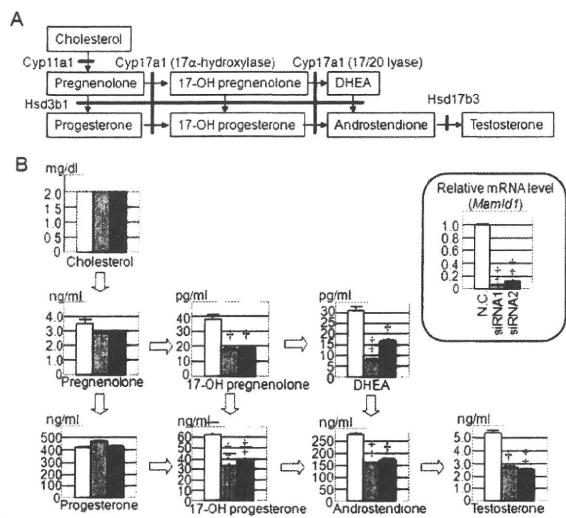 A
Cholesterol
Cyp11a1 Cyp17a1 (17α-hydroxylase) Cyp17a1 (17/20 lyase)
Pregnenolone 17-OH pregnenolone DHEA
Hsd3b1 Hsd17b3
Progesterone 17-OH progesterone Androstendione Testosterone
B
mg/dl
2.0
1.5
1.0
0.5
0
Cholesterol
Relative mRNA level
(Mamld1)
1.0
0.8
0.6
0.4
0.2
0
‡ ‡
N.C.
siRNA1
siRNA2
ng/ml
4.0
3.0
2.0
1.0
0
Pregnenolone
pg/ml
40
30
20
10
0
† †
17-OH pregnenolone
pg/ml
30
25
20
15
10
5
0
‡ †
DHEA
ng/ml
500
400
300
200
100
0
Progesterone
ng/ml
60
50
40
30
20
10
0
17-OH progesterone
ng/ml
250
200
150
100
50
0
Androstendione
ng/ml
5.0
4.0
3.0
2.0
1.0
0
Testosterone